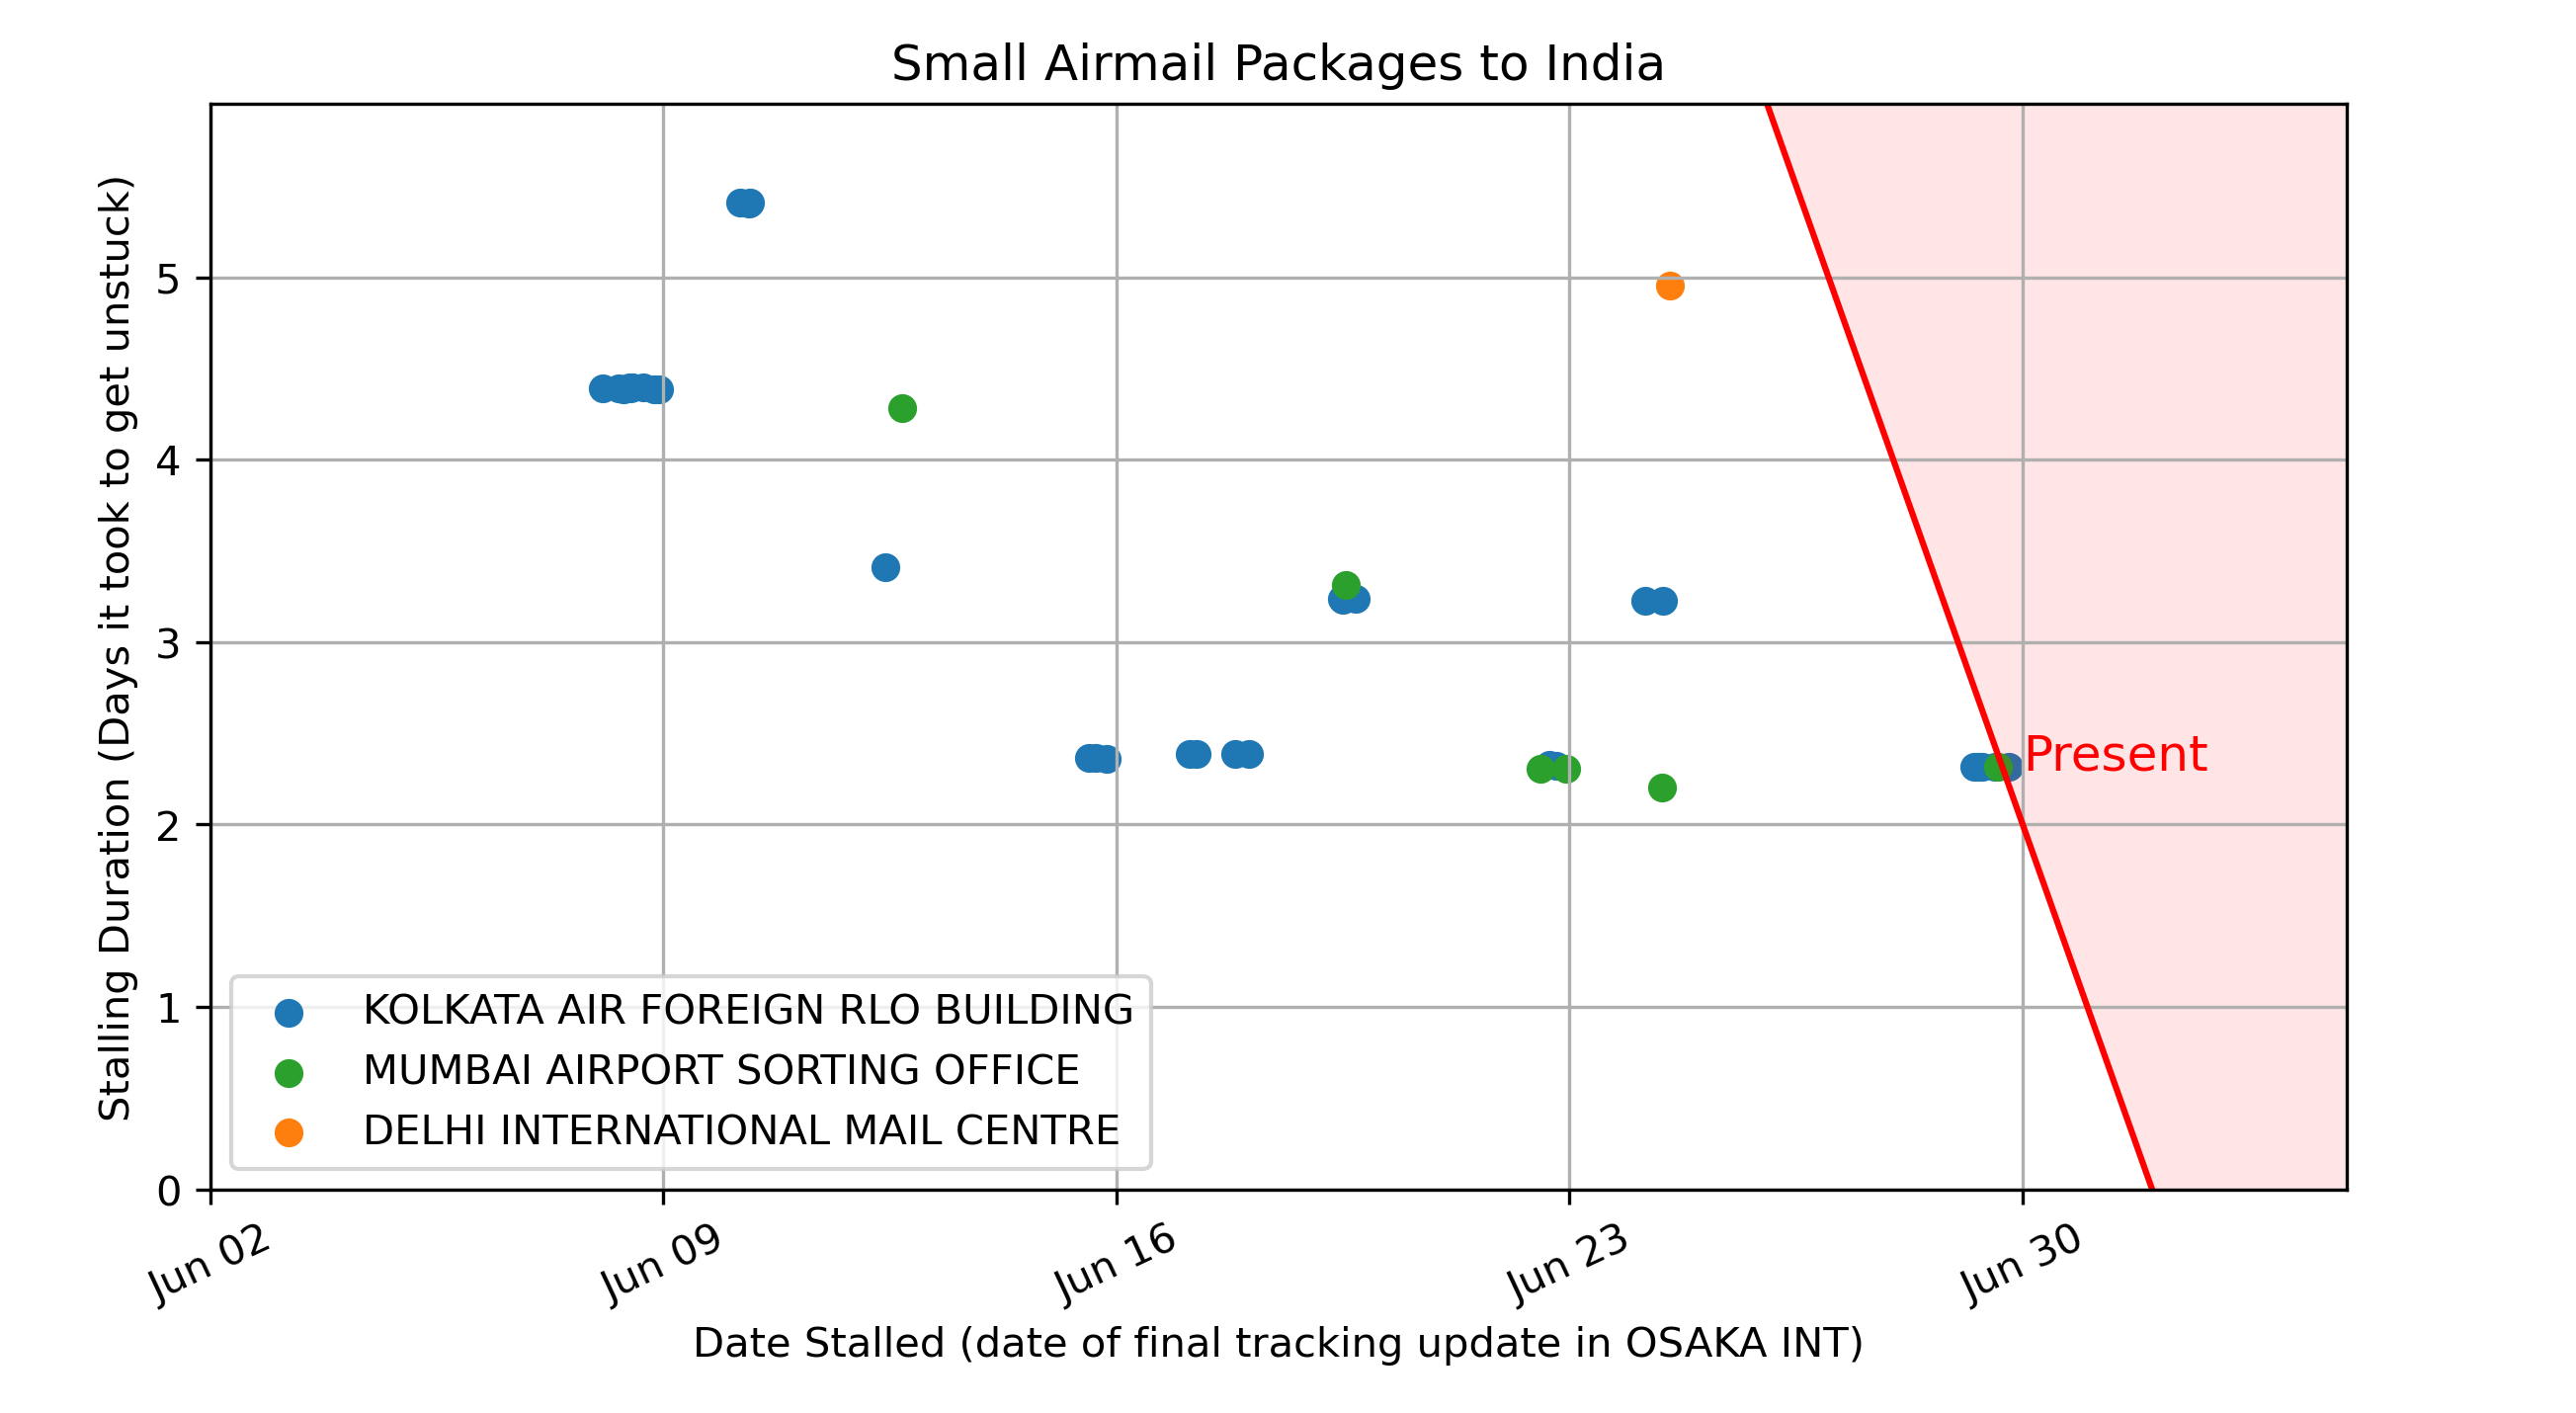 Small Airmail Packages to India
Stalling Duration (Days it took to get unstuck)
5
4
3
2
1
0
Present
KOLKATA AIR FOREIGN RLO BUILDING
MUMBAI AIRPORT SORTING OFFICE
DELHI INTERNATIONAL MAIL CENTRE
Jun 02
Jun 09
Jun 16
Jun 23
Jun 30
Date Stalled (date of final tracking update in OSAKA INT)